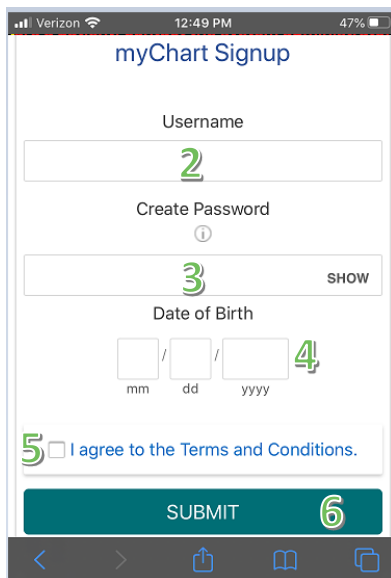 Verizon 12:49 PM 47%
myChart Signup
Username
2
Create Password
i
3 SHOW
Date of Birth
/ / 4
mm dd yyyy
5 I agree to the Terms and Conditions.
SUBMIT 6